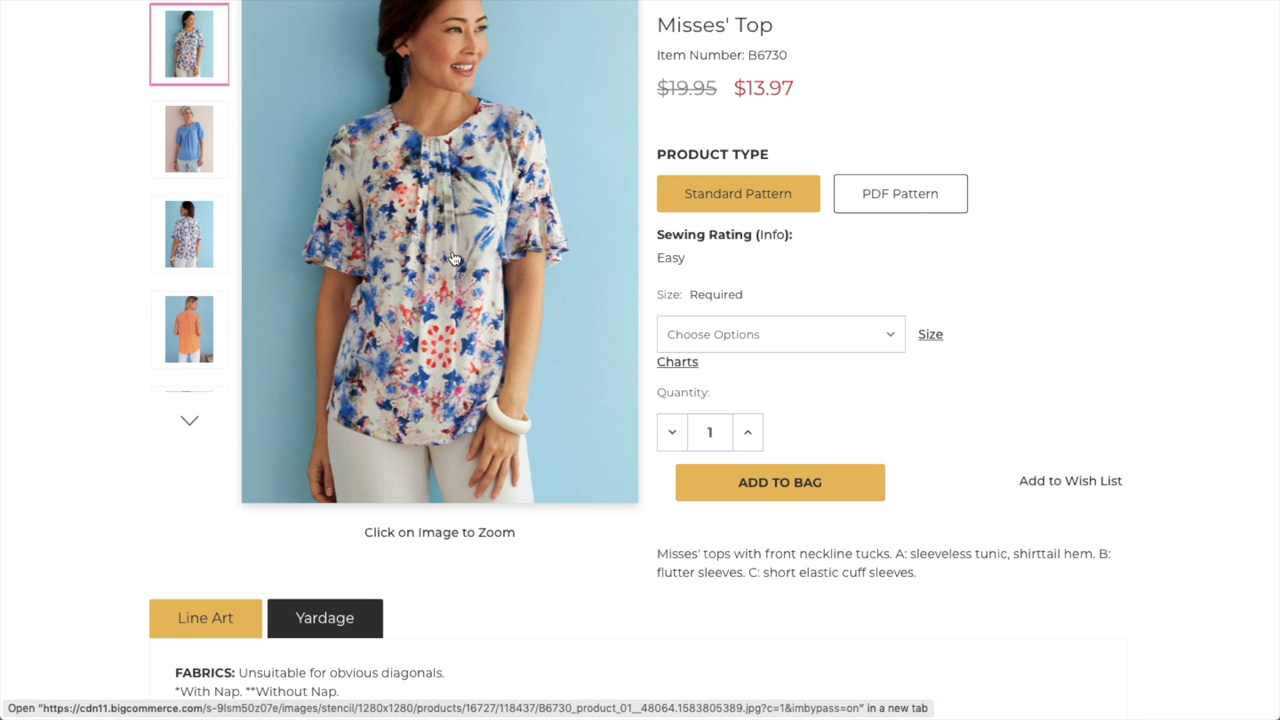 Misses' Top
Item Number: B6730
$19.95 $13.97
PRODUCT TYPE
Standard Pattern PDF Pattern
Sewing Rating (Info):
Easy
Size: Required
Choose Options Size
Charts
Quantity:
1
ADD TO BAG Add to Wish List
Click on Image to Zoom
Misses' tops with front neckline tucks. A: sleeveless tunic, shirttail hem. B:
flutter sleeves. C: short elastic cuff sleeves.
Line Art Yardage
FABRICS: Unsuitable for obvious diagonals.
*With Nap. **Without Nap.
Open "https://cdn11.bigcommerce.com/s-9lsm50z07e/images/stencil/1280x1280/products/16727/118437/B6730_product_01__48064.1583805389.jpg?c=1&imbypass=on" in a new tab